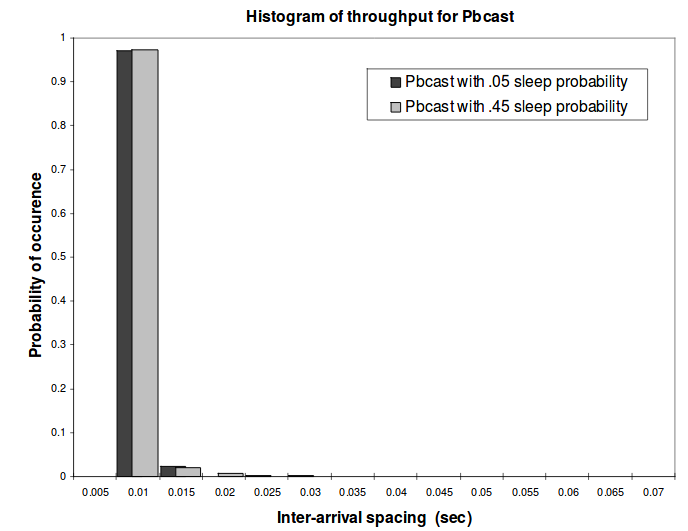 Histogram of throughput for Pbcast
1
0.9
0.8
0.7
0.6
0.5
0.4
0.3
0.2
0.1
0
Probability of occurence
Pbcast with .05 sleep probability
Pbcast with .45 sleep probability
0.005 0.01 0.015 0.02 0.025 0.03 0.035 0.04 0.045 0.05 0.055 0.06 0.065 0.07
Inter-arrival spacing (sec)